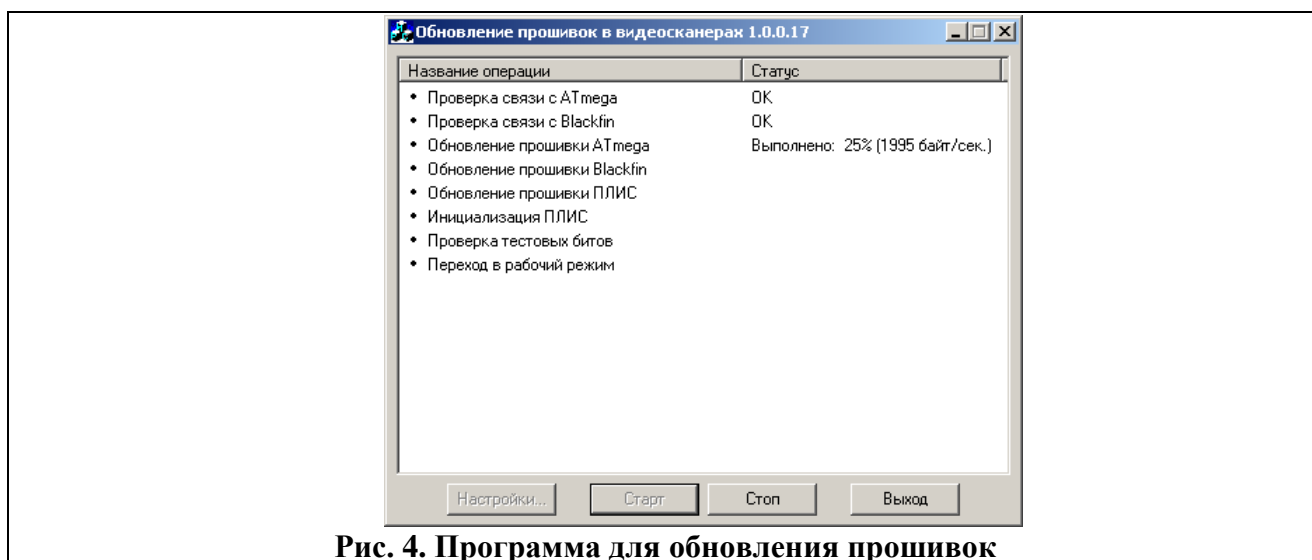 Обновление прошивок в видеосканерах 1.0.0.17
Название операции Статус
• Проверка связи с ATmega OK
• Проверка связи с Blackfin OK
• Обновление прошивки ATmega Выполнено: 25% (1995 байт/сек.)
• Обновление прошивки Blackfin
• Обновление прошивки ПЛИС
• Инициализация ПЛИС
• Проверка тестовых битов
• Переход в рабочий режим
Настройки... Старт Стоп Выход
Рис. 4. Программа для обновления прошивок